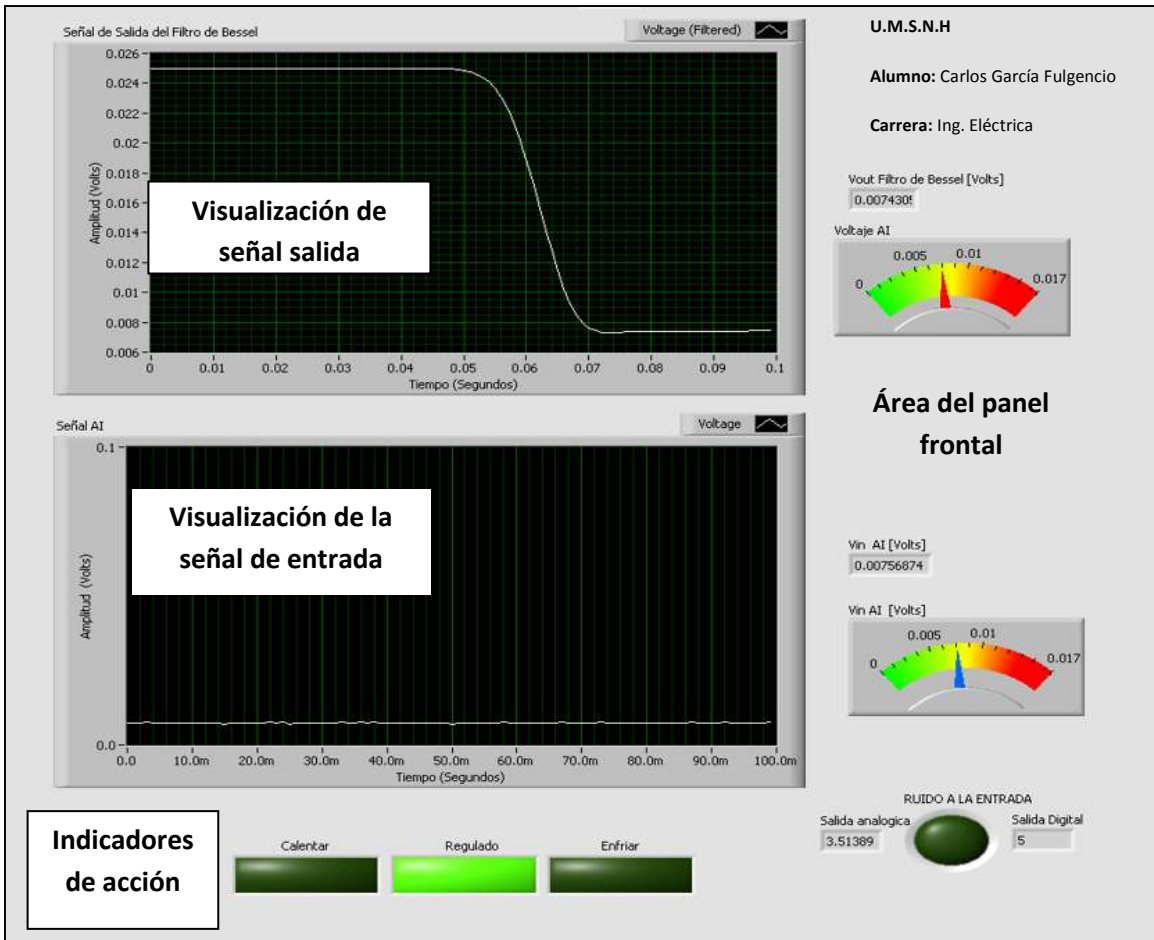 Señal de Salida del Filtro de Bessel
Voltage (Filtered)
0.026
0.024
0.022
0.02
0.018
0.016
0.014
0.012
0.01
0.008
0.006
Amplitud (Volts)
Visualización de
señal salida
0 0.01 0.02 0.03 0.04 0.05 0.06 0.07 0.08 0.09 0.1
Tiempo (Segundos)
U.M.S.N.H
Alumno: Carlos García Fulgencio
Carrera: Ing. Eléctrica
Vout Filtro de Bessel [Volts]
Voltaje AI
0 0.005 0.01 0.017
Área del panel
frontal
Señal AI
Voltage
0.1
0.0
Amplitud (Volts)
Visualización de la
señal de entrada
0.0 10.0m 20.0m 30.0m 40.0m 50.0m 60.0m 70.0m 80.0m 90.0m 100.0m
Tiempo (Segundos)
Vin AI [Volts]
0.00756874
Vin AI [Volts]
0 0.005 0.01 0.017
Indicadores
de acción
Calentar Regulado Enfriar
RUIDO A LA ENTRADA
Salida analogica
3.51389
Salida Digital
5